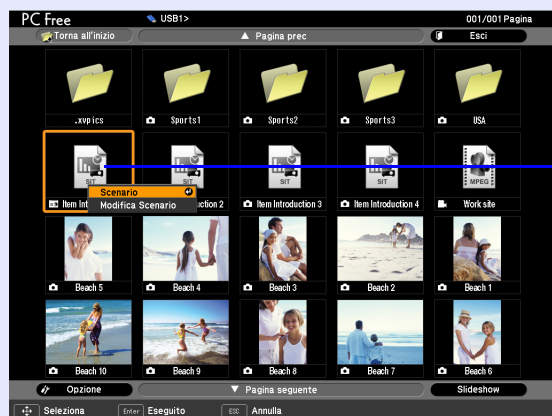 PC Free USB1> 001/001 Pagina
Torna all'inizio ▲ Pagina prec Esci
.xvpics Sports1 Sports2 Sports3 USA
SIT SIT SIT SIT MPEG
Scenario
Modifica Scenario
Item Int ction 2 Item Introduction 3 Item Introduction 4 Work site
Beach 5 Beach 4 Beach 3 Beach 2 Beach 1
Beach 10 Beach 9 Beach 8 Beach 7 Beach 6
Opzione ▼ Pagina seguente Slideshow
Seleziona Enter Eseguito ESC Annulla